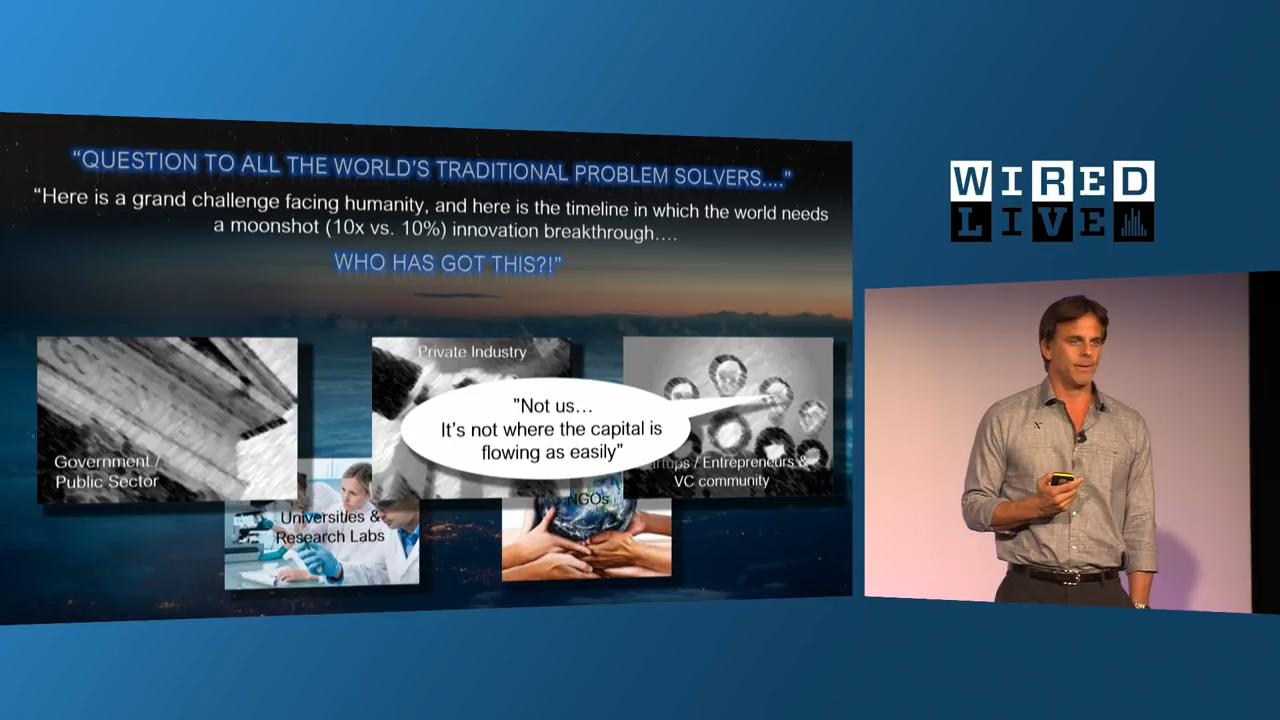 “QUESTION TO ALL THE WORLD’S TRADITIONAL PROBLEM SOLVERS....”
“Here is a grand challenge facing humanity, and here is the timeline in which the world needs
a moonshot (10x vs. 10%) innovation breakthrough….
WHO HAS GOT THIS?!”
Private Industry
”Not us…
It’s not where the capital is
flowing as easily”
Government /
Public Sector
/ Entrepreneurs &
VC community
Universities &
Research Labs
NGOs
WIRED
LIVE
x